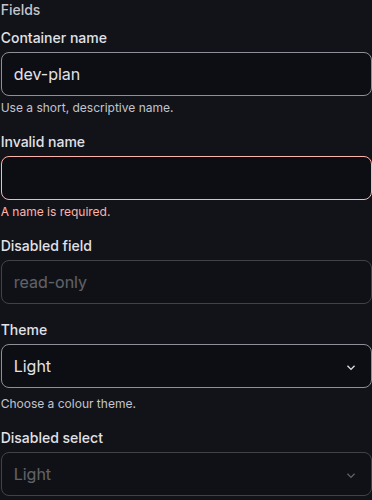 Fields
Container name
dev-plan
Use a short, descriptive name.
Invalid name
A name is required.
Disabled field
read-only
Theme
Light
Choose a colour theme.
Disabled select
Light